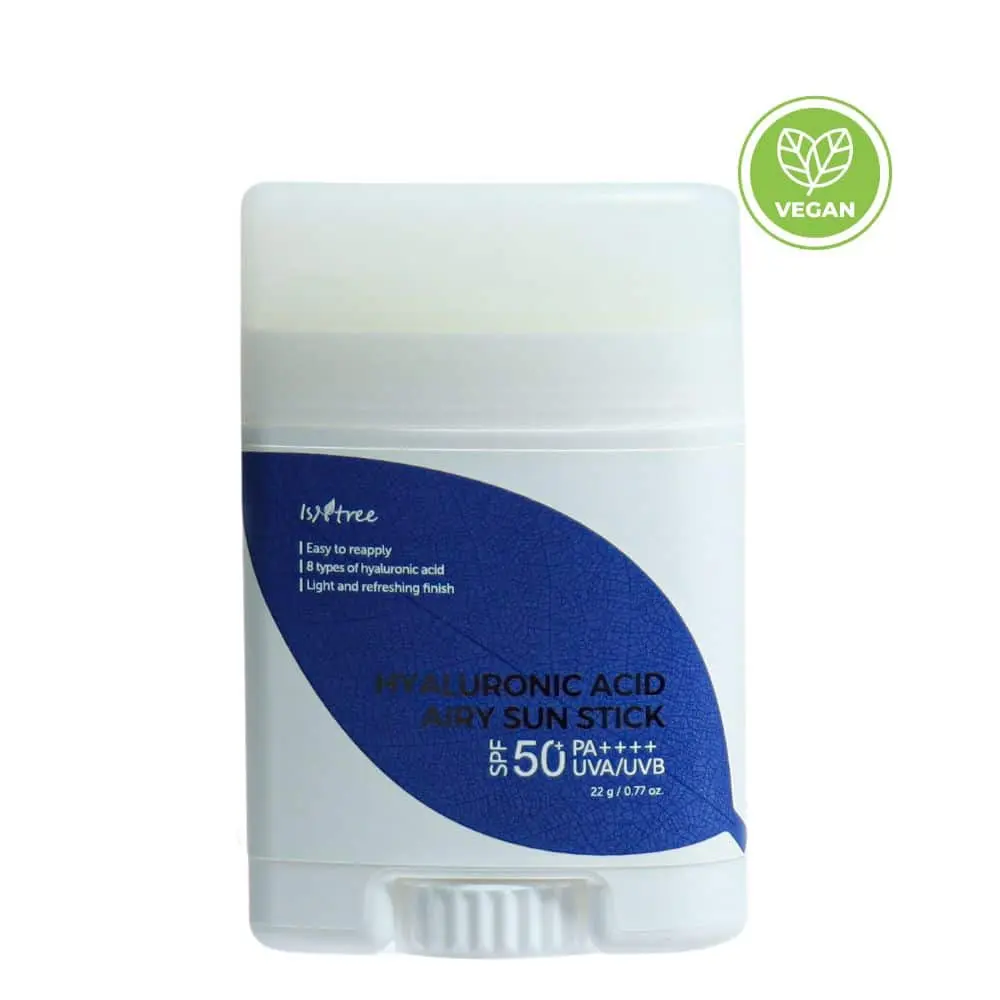 VEGAN
Isntree
Easy to reapply
8 types of hyaluronic acid
Light and refreshing finish
HYALURONIC ACID
AIRY SUN STICK
SPF 50+ PA++++
UVA/UVB
22 g / 0.77 oz.